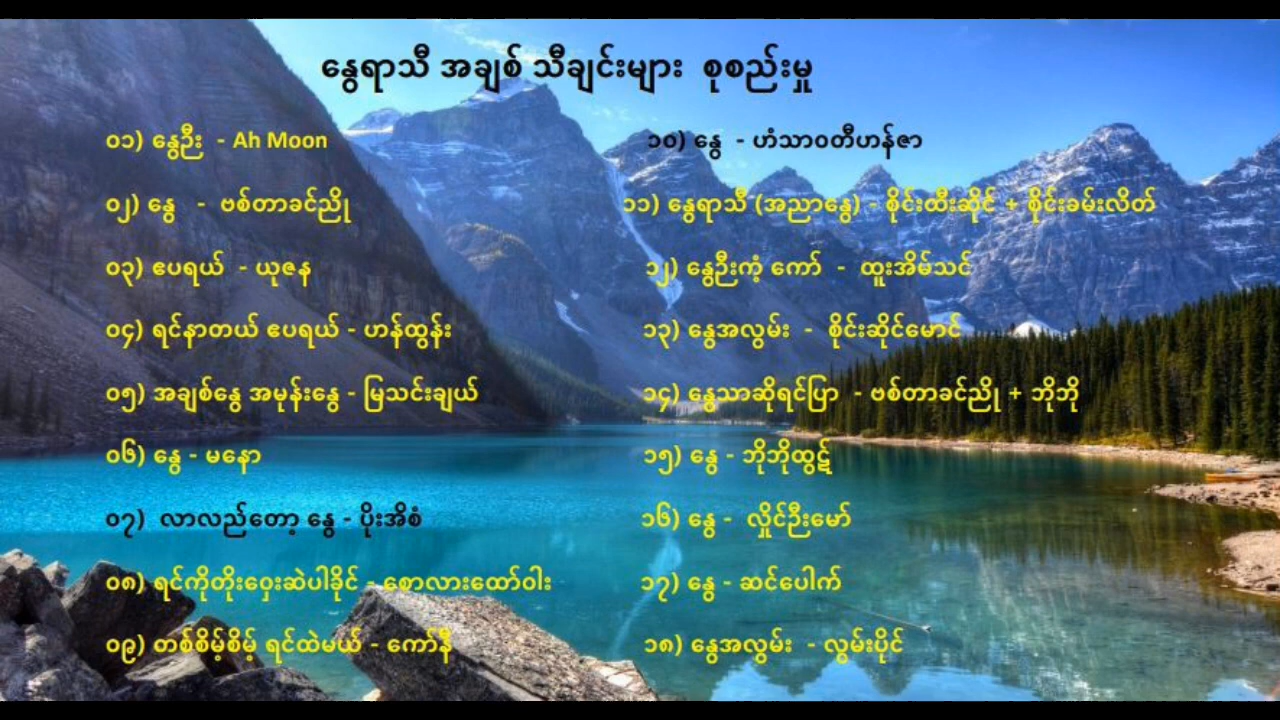 နွေရာသီ အချစ် သီချင်းများ စုစည်းမှု
၀၁) နွေဦး - Ah Moon
၀၂) နွေ - ဗစ်တာခင်ညို
၀၃) ဧပရယ် - ယုဇန
၀၄) ရင်နာတယ် ဧပရယ် - ဟန်ထွန်း
၀၅) အချစ်နွေ အမုန်းနွေ - မြသင်းချယ်
၀၆) နွေ - မနော
၀၇) လာလည်တော့ နွေ - ပိုးအိစံ
၀၈) ရင်ကိုတိုးဝှေးဆဲပါခိုင် - စောလားထော်ဝါး
၀၉) တစ်စိမ့်စိမ့် ရင်ထဲမယ် - ကော်နီ
၁၀) နွေ - ဟံသာဝတီဟန်ဇာ
၁၁) နွေရာသီ (အညာနွေ) - စိုင်းထီးဆိုင် + စိုင်းခမ်းလိတ်
၁၂) နွေဦးကံ့ ကော် - ထူးအိမ်သင်
၁၃) နွေအလွမ်း - စိုင်းဆိုင်မောင်
၁၄) နွေသာဆိုရင်ပြာ - ဗစ်တာခင်ညို + ဘိုဘို
၁၅) နွေ - ဘိုဘိုထွဋ်
၁၆) နွေ - လှိုင်ဦးမော်
၁၇) နွေ - ဆင်ပေါက်
၁၈) နွေအလွမ်း - လွမ်းပိုင်